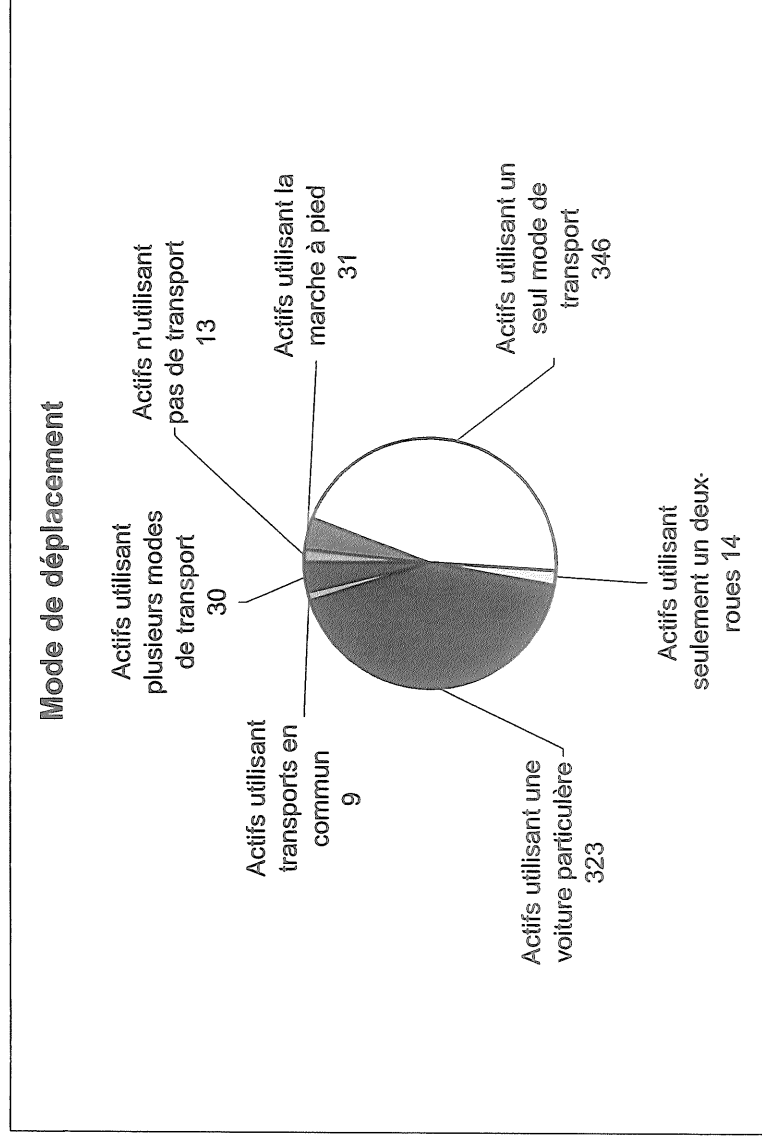 Mode de déplacement
Actifs utilisant
plusieurs modes
de transport
30
Actifs n'utilisant
pas de transport
13
Actifs utilisant la
marche à pied
31
Actifs utilisant un
seul mode de
transport
346
Actifs utilisant
seulement un deux-
roues 14
Actifs utilisant une
voiture particulère
323
Actifs utilisant
transports en
commun
9